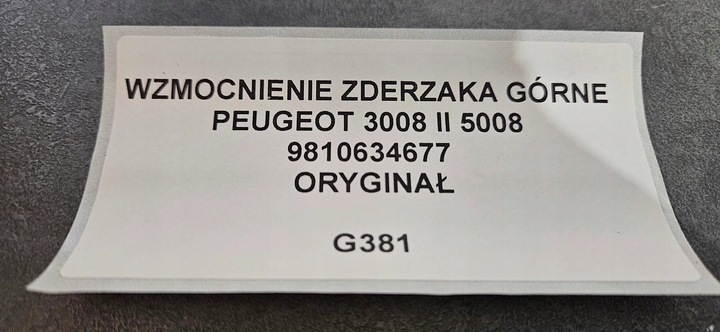 WZMOCNIENIE ZDERZAKA GÓRNE
PEUGEOT 3008 II 5008
9810634677
ORYGINAŁ
G381